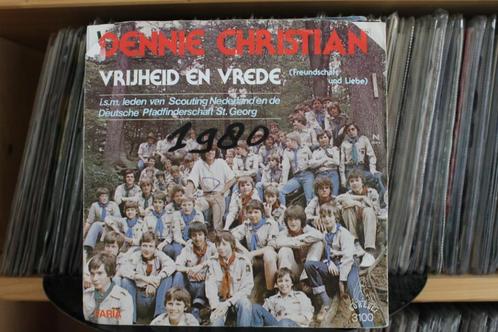 DENNIE CHRISTIAN
VRIJHEID EN VREDE (Freundschaft
und Liebe)
i.s.m. leden van Scouting Nederland en de
Deutsche Pfadfinderschaft St. Georg
1980
FARIA
3100